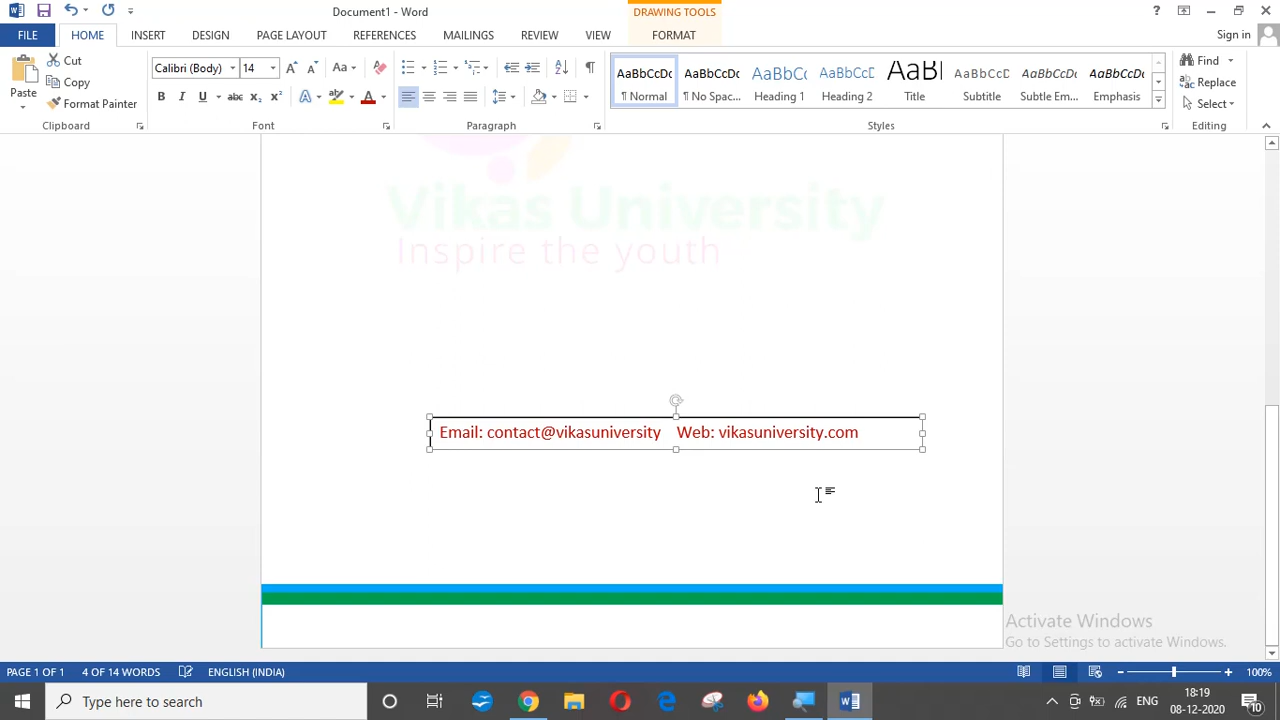 Document1 - Word
DRAWING TOOLS
? Sign in
FILE HOME INSERT DESIGN PAGE LAYOUT REFERENCES MAILINGS REVIEW VIEW FORMAT
Paste
Cut
Copy
Format Painter
Clipboard
Calibri (Body) 14
Font
Paragraph
AaBbCcDc AaBbCcDc AaBbCc AaBbCcD AaBl AaBbCcD AaBbCcDc AaBbCcDc
¶ Normal ¶ No Spac... Heading 1 Heading 2 Title Subtitle Subtle Em... Emphasis
Styles
Find
Replace
Select
Editing
Vikas University
Inspire the youth
Email: contact@vikasuniversity Web: vikasuniversity.com
Activate Windows
Go to Settings to activate Windows.
PAGE 1 OF 1 4 OF 14 WORDS ENGLISH (INDIA) 100%
Type here to search
ENG
18:19
08-12-2020
10